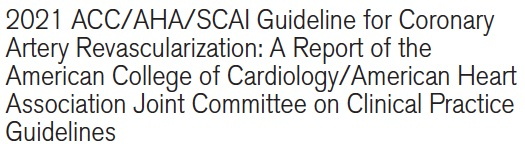 2021 ACC/AHA/SCAI Guideline for Coronary
Artery Revascularization: A Report of the
American College of Cardiology/American Heart
Association Joint Committee on Clinical Practice
Guidelines